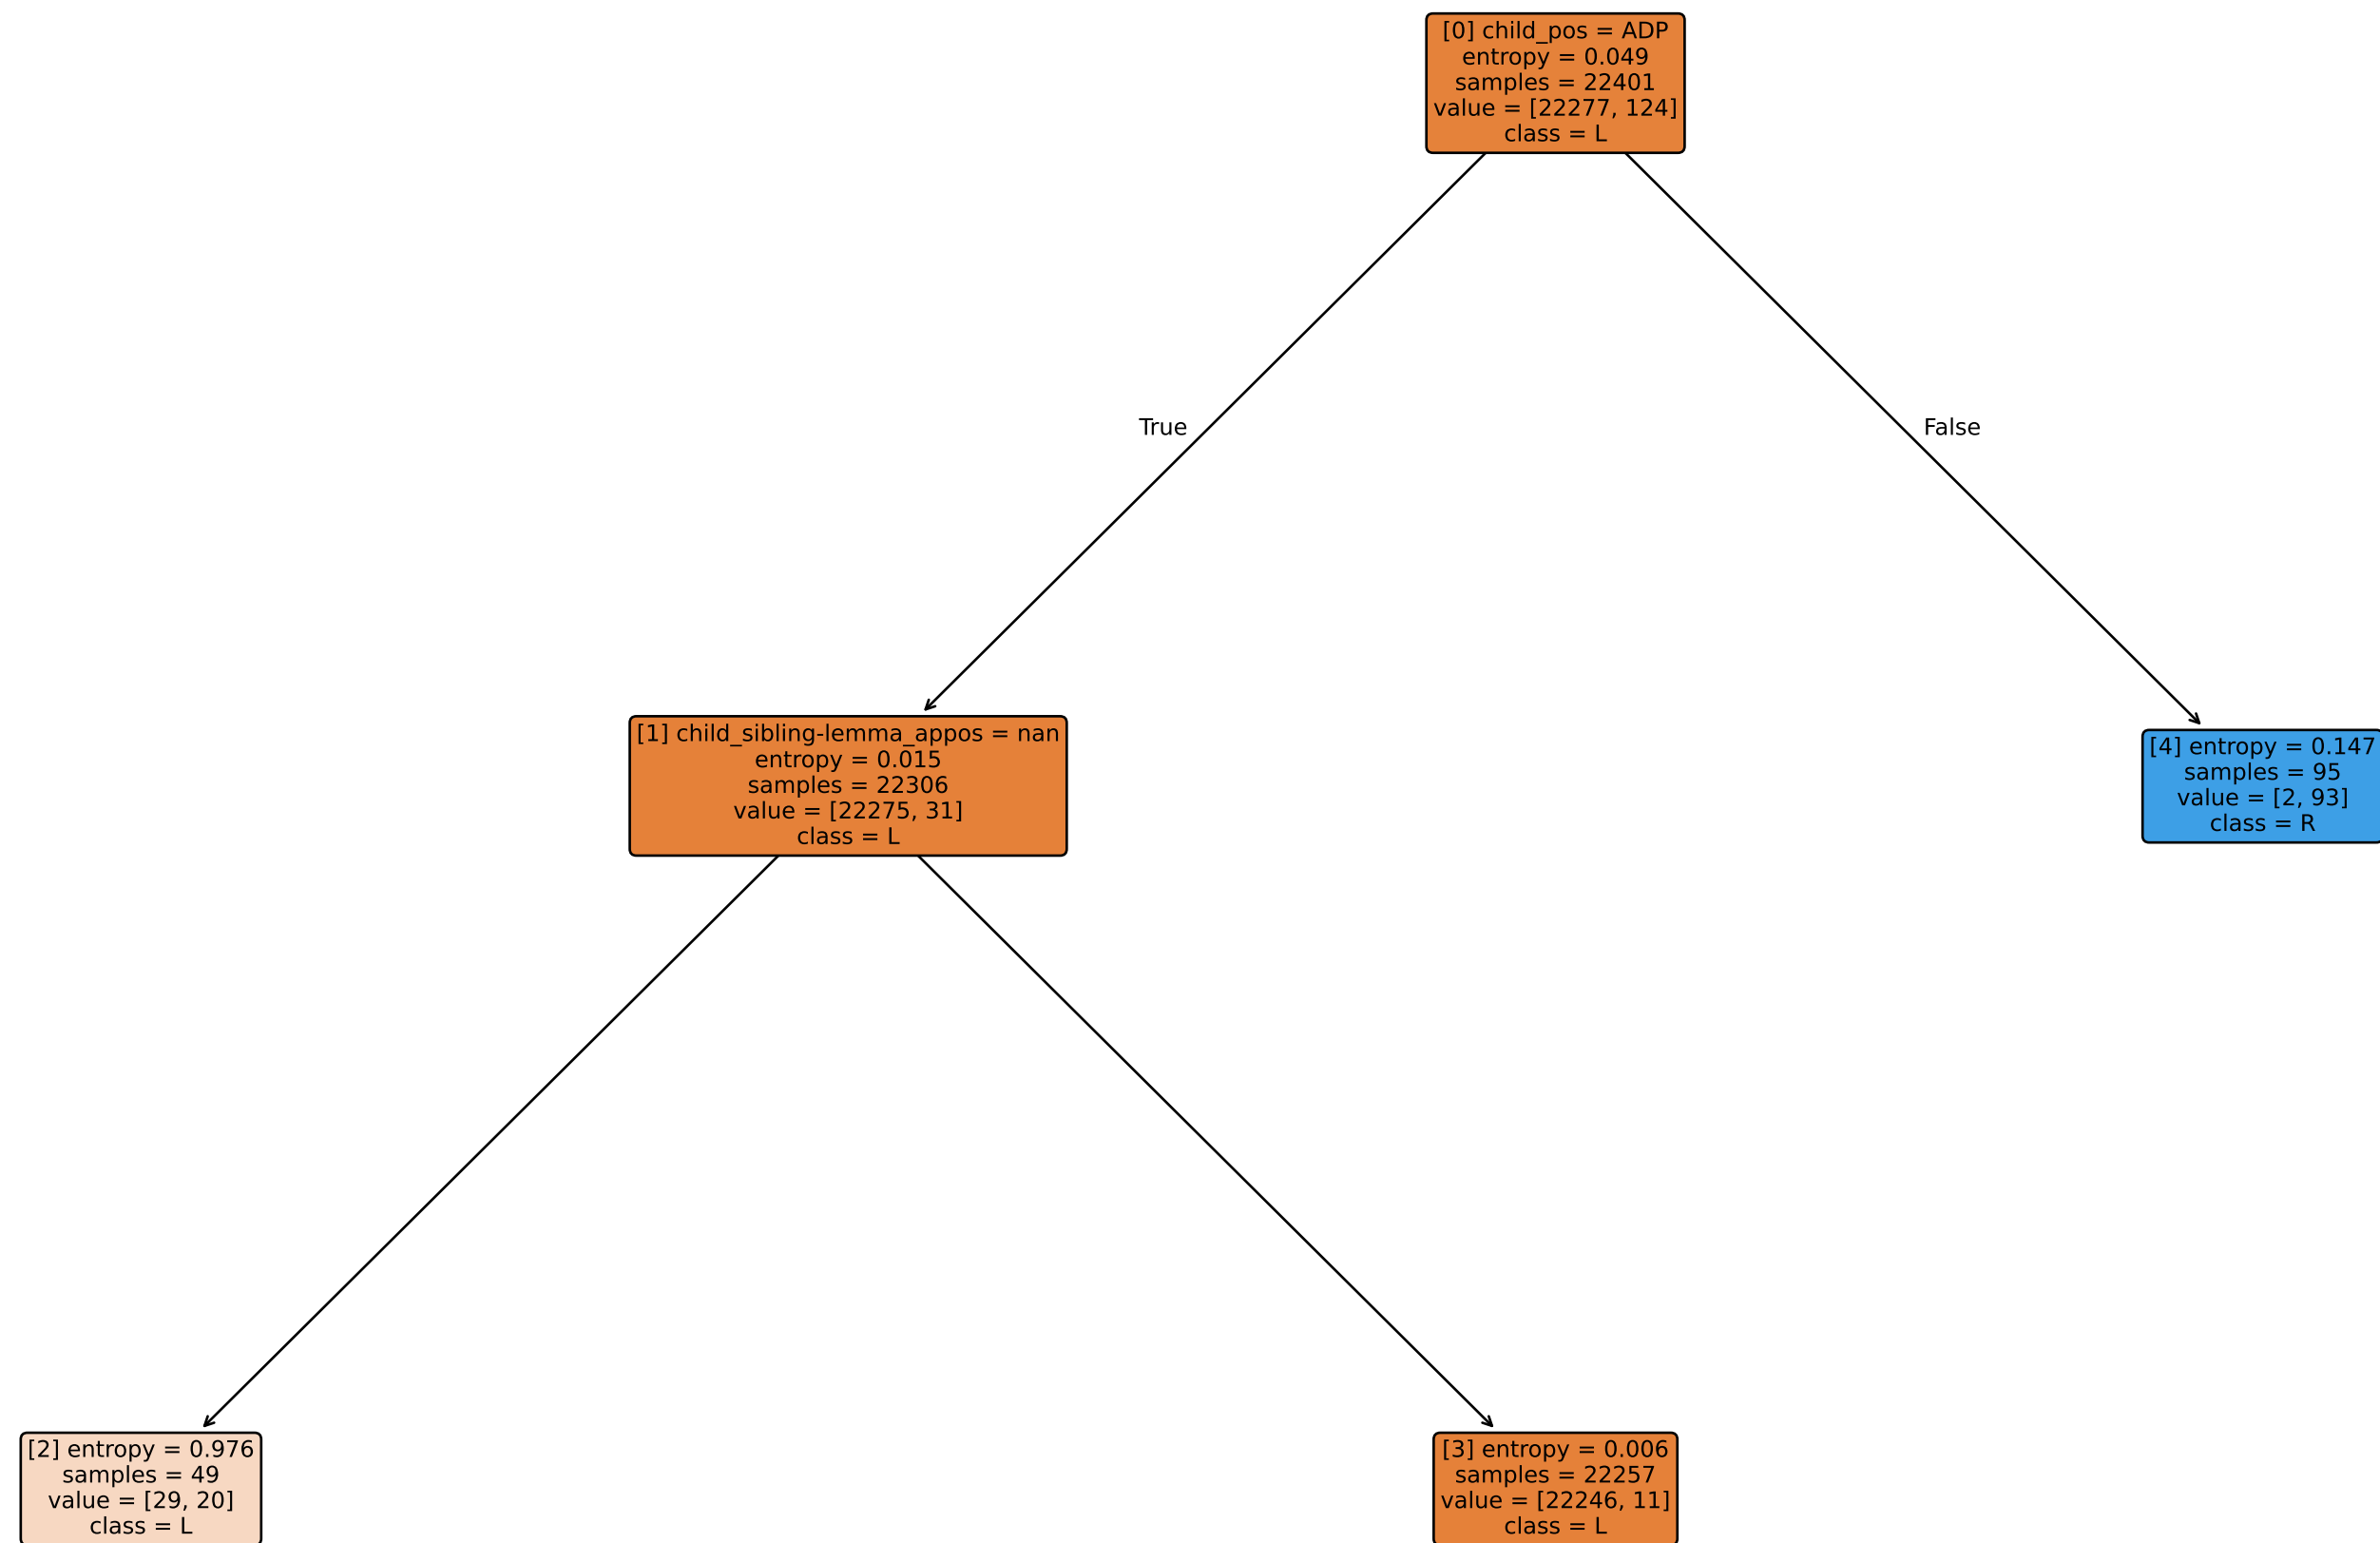 [0] child_pos = ADP
entropy = 0.049
samples = 22401
value = [22277, 124]
class = L
True
False
[1] child_sibling-lemma_appos = nan
entropy = 0.015
samples = 22306
value = [22275, 31]
class = L
[4] entropy = 0.147
samples = 95
value = [2, 93]
class = R
[2] entropy = 0.976
samples = 49
value = [29, 20]
class = L
[3] entropy = 0.006
samples = 22257
value = [22246, 11]
class = L